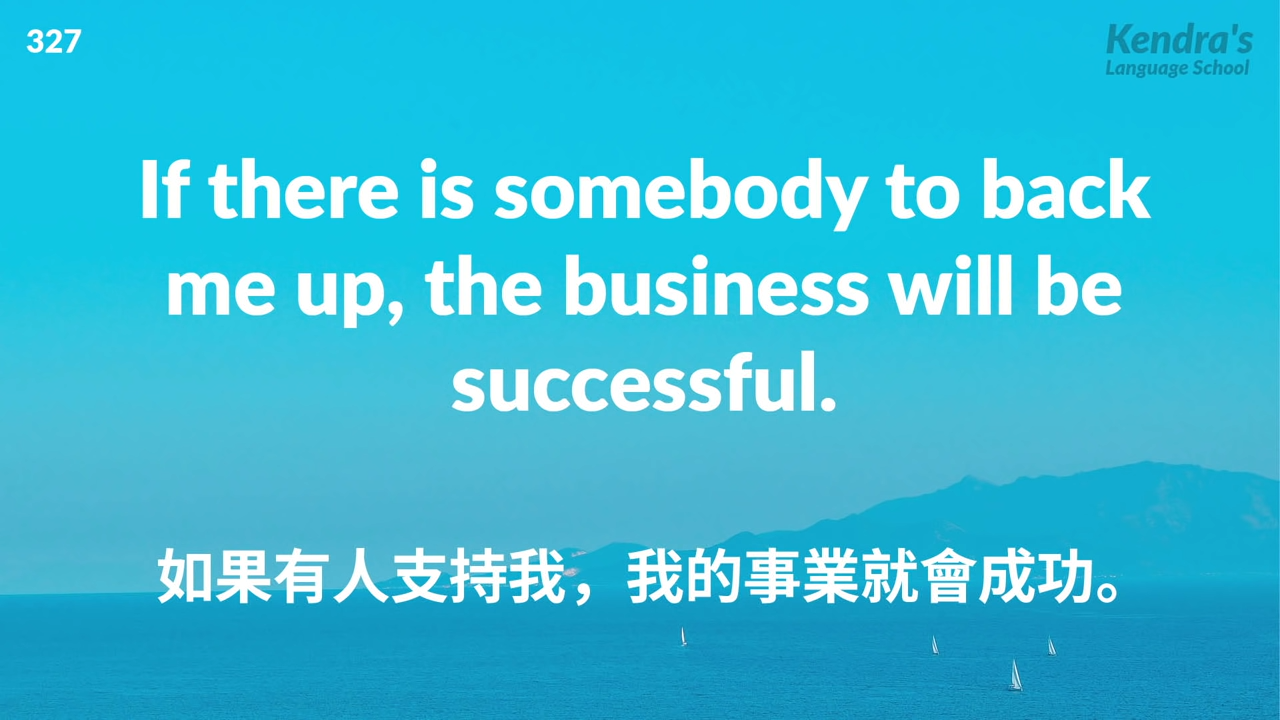 327
Kendra's
Language School
If there is somebody to back
me up, the business will be
successful.
如果有人支持我，我的事業就會成功。